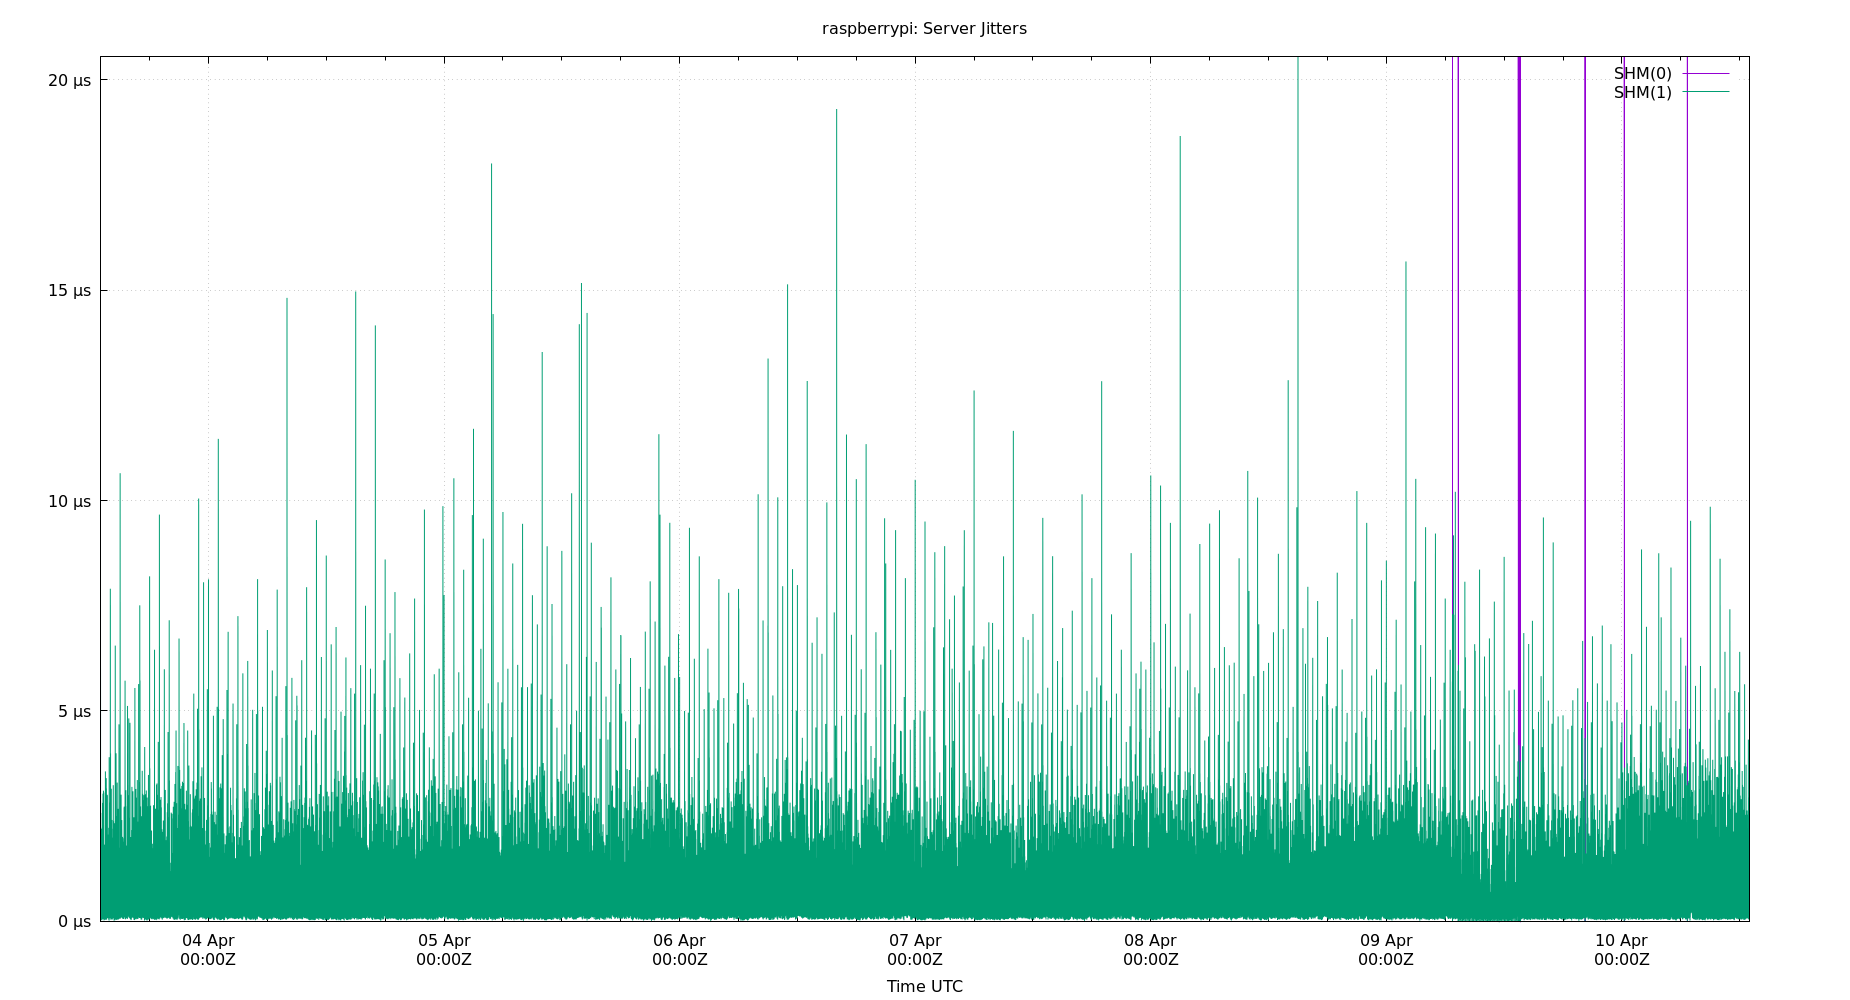 raspberrypi: Server Jitters
20 μs
SHM(0)
SHM(1)
15 μs
10 μs
5 μs
0 μs
04 Apr 05 Apr 06 Apr 07 Apr 08 Apr 09 Apr 10 Apr
00:00Z 00:00Z 00:00Z 00:00Z 00:00Z 00:00Z 00:00Z
Time UTC